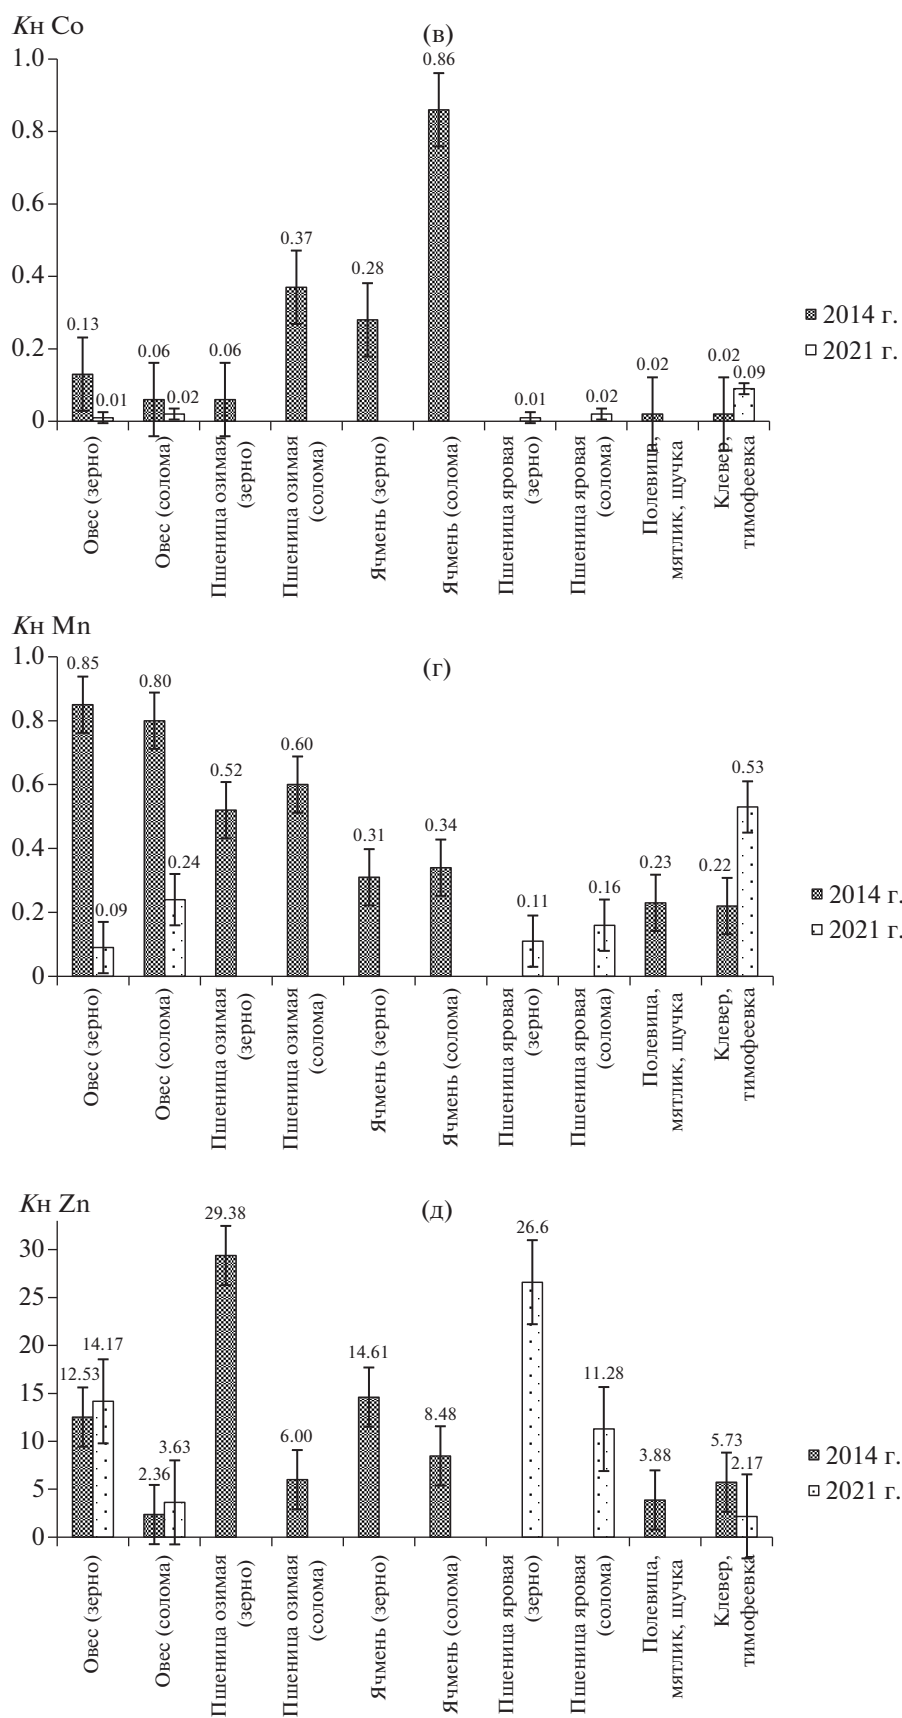 Kн Co
(в)
1.0
0.8
0.6
0.4
0.2
0
0.13
0.01
0.06
0.02
0.06
0.37
0.28
0.86
0.01
0.02
0.02
0.02
0.09
2014 г.
2021 г.
Овес (зерно)
Овес (солома)
Пшеница озимая
(зерно)
Пшеница озимая
(солома)
Ячмень (зерно)
Ячмень (солома)
Пшеница яровая
(зерно)
Пшеница яровая
(солома)
Полевица,
мятлик, щучка
Клевер,
тимофеевка
Kн Mn
(г)
1.0
0.8
0.6
0.4
0.2
0
0.85
0.09
0.80
0.24
0.52
0.60
0.31
0.34
0.11
0.16
0.23
0.22
0.53
2014 г.
2021 г.
Овес (зерно)
Овес (солома)
Пшеница озимая
(зерно)
Пшеница озимая
(солома)
Ячмень (зерно)
Ячмень (солома)
Пшеница яровая
(зерно)
Пшеница яровая
(солома)
Полевица,
мятлик, щучка
Клевер,
тимофеевка
Kн Zn
(д)
30
25
20
15
10
5
0
12.53
14.17
2.36
3.63
29.38
6.00
14.61
8.48
26.6
11.28
3.88
5.73
2.17
2014 г.
2021 г.
Овес (зерно)
Овес (солома)
Пшеница озимая
(зерно)
Пшеница озимая
(солома)
Ячмень (зерно)
Ячмень (солома)
Пшеница яровая
(зерно)
Пшеница яровая
(солома)
Полевица,
мятлик, щучка
Клевер,
тимофеевка